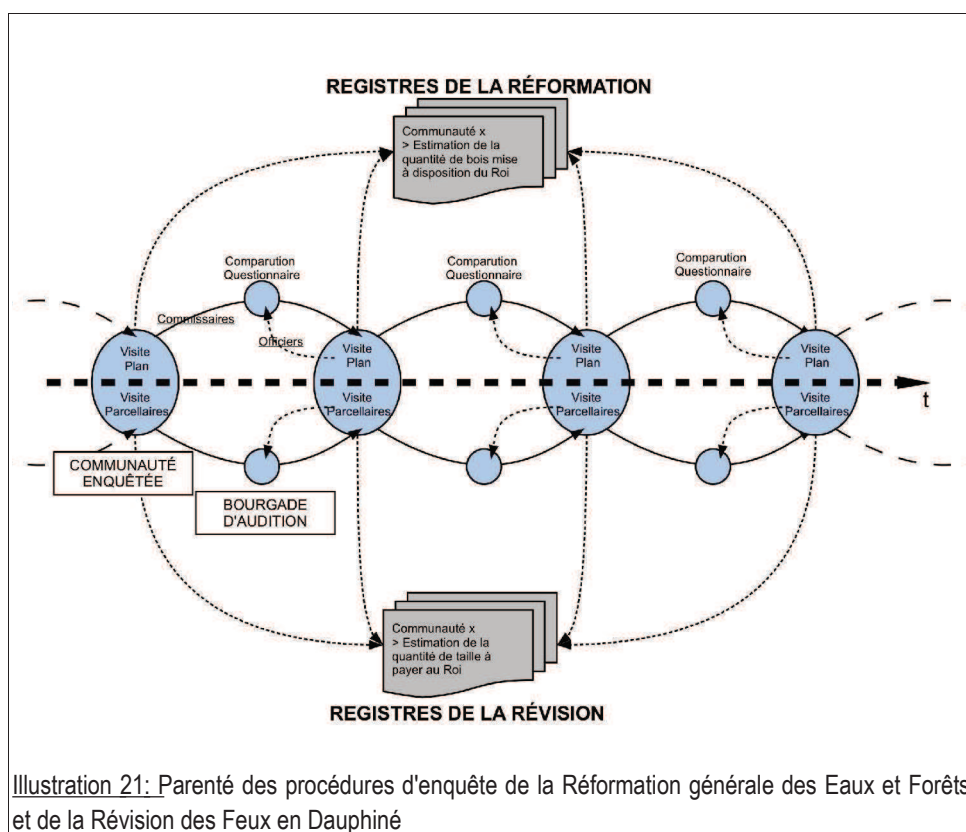 REGISTRES DE LA RÉFORMATION
Communauté x
> Estimation de la
quantité de bois mise
à disposition du Roi
Comparution
Questionnaire
Comparution
Questionnaire
Comparution
Questionnaire
Commissaires
Officiers
Visite
Plan
Visite
Plan
Visite
Plan
Visite
Plan
t
Visite
Parcellaires
Visite
Parcellaires
Visite
Parcellaires
Visite
Parcellaires
COMMUNAUTÉ
ENQUÊTÉE
BOURGADE
D'AUDITION
Communauté x
> Estimation de la
quantité de taille à
payer au Roi
REGISTRES DE LA RÉVISION
Illustration 21: Parenté des procédures d'enquête de la Réformation générale des Eaux et Forêts
et de la Révision des Feux en Dauphiné